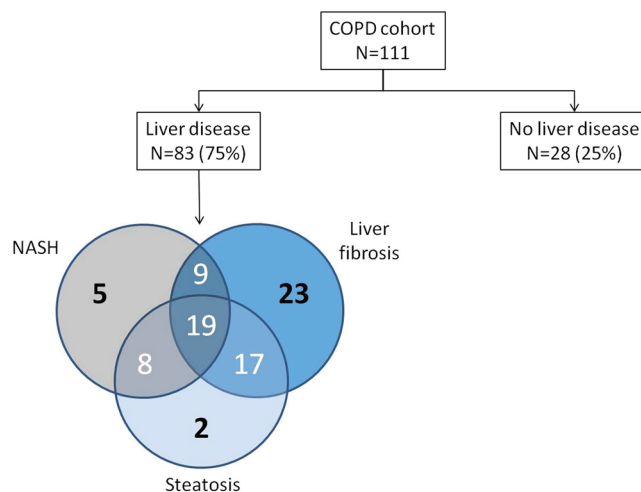 COPD cohort
N=111
Liver disease
N=83 (75%)
No liver disease
N=28 (25%)
NASH
Liver
fibrosis
5
9
23
19
8
17
2
Steatosis